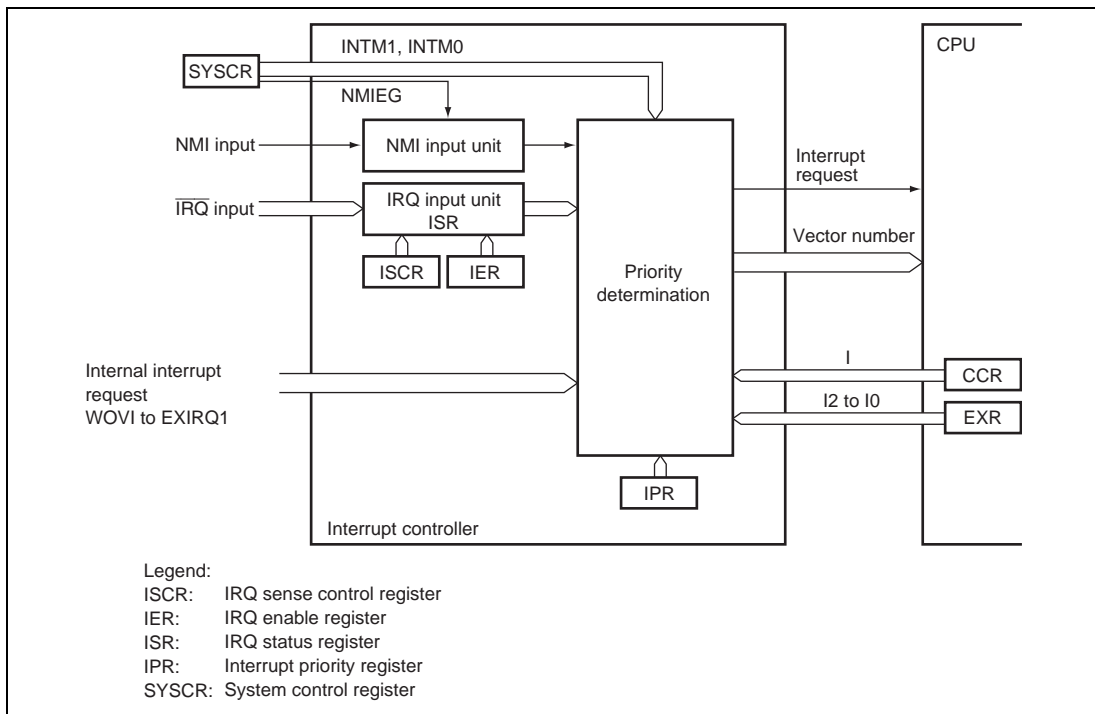 INTM1, INTM0
CPU
SYSCR
NMIEG
NMI input
NMI input unit
Interrupt
request
IRQ input
IRQ input unit
ISR
Vector number
ISCR
IER
Priority
determination
Internal interrupt
request
WOVI to EXIRQ1
I
CCR
I2 to I0
EXR
IPR
Interrupt controller
Legend:
ISCR: IRQ sense control register
IER: IRQ enable register
ISR: IRQ status register
IPR: Interrupt priority register
SYSCR: System control register